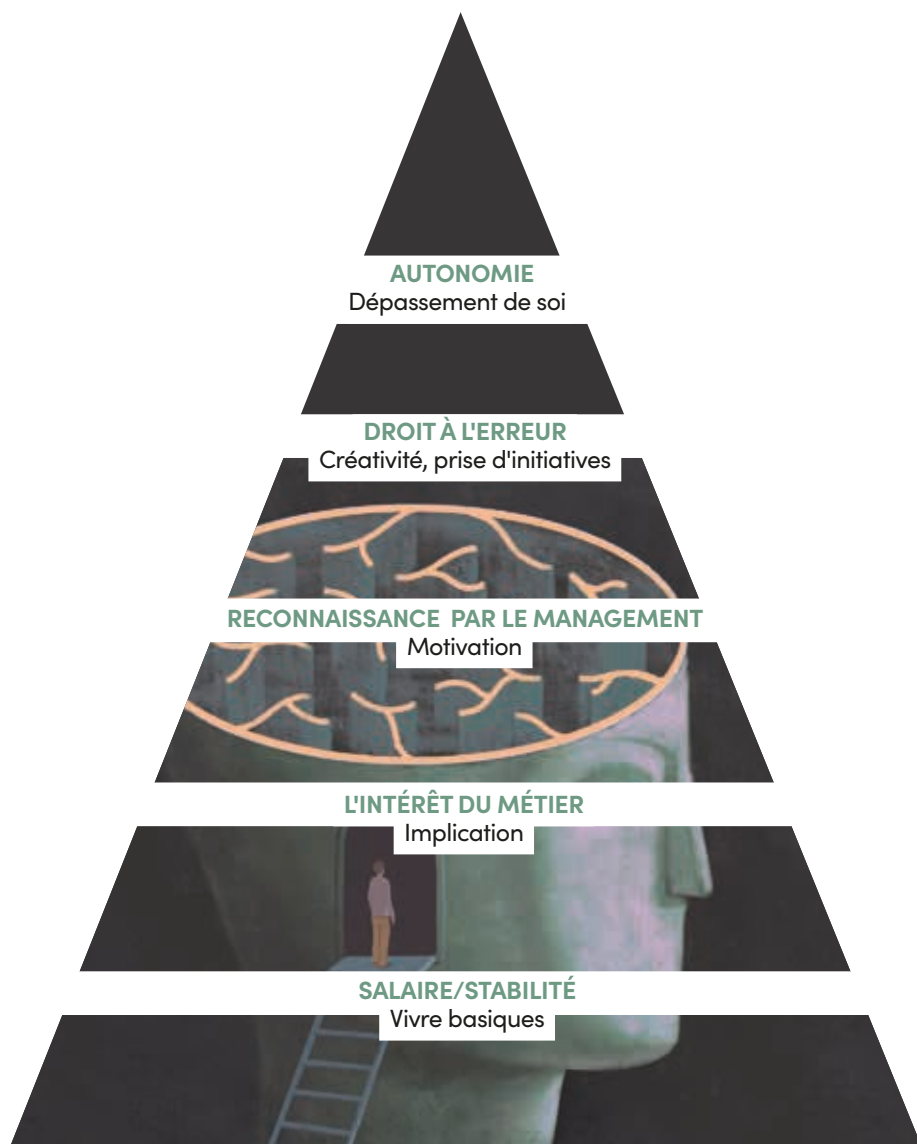 AUTONOMIE
Dépassement de soi
DROIT À L'ERREUR
Créativité, prise d'initiatives
RECONNAISSANCE PAR LE MANAGEMENT
Motivation
L'INTÉRÊT DU MÉTIER
Implication
SALAIRE/STABILITÉ
Vivre basiques